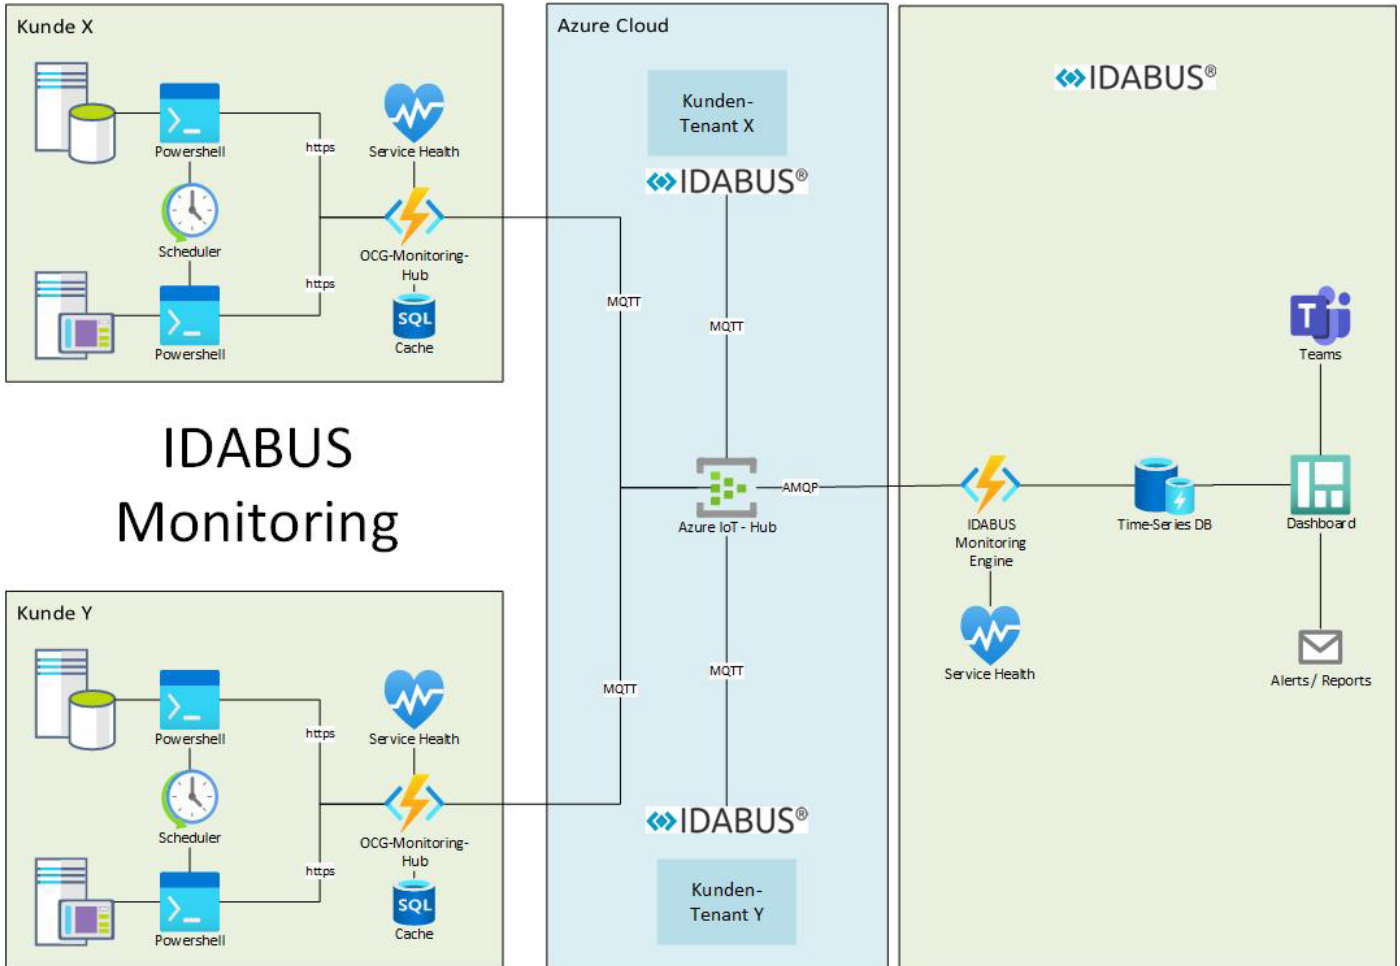 Kunde X
Powershell
Scheduler
Powershell
https
https
Service Health
OCG-Monitoring-
Hub
SQL
Cache
IDABUS
Monitoring
Kunde Y
Powershell
Scheduler
Powershell
https
https
Service Health
OCG-Monitoring-
Hub
SQL
Cache
Azure Cloud
Kunden-
Tenant X
IDABUS®
MQTT
MQTT
Azure IoT - Hub
AMQP
MQTT
MQTT
IDABUS®
Kunden-
Tenant Y
IDABUS®
T
Teams
IDABUS
Monitoring
Engine
Time-Series DB
Dashboard
Service Health
Alerts / Reports